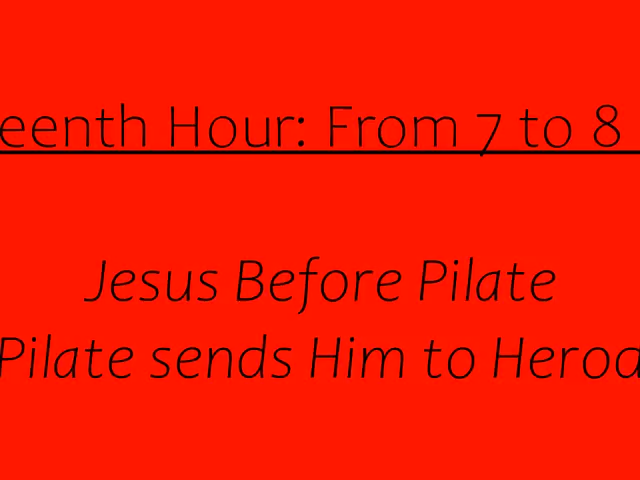 eenth Hour: From 7 to 8
Jesus Before Pilate
Pilate sends Him to Herod